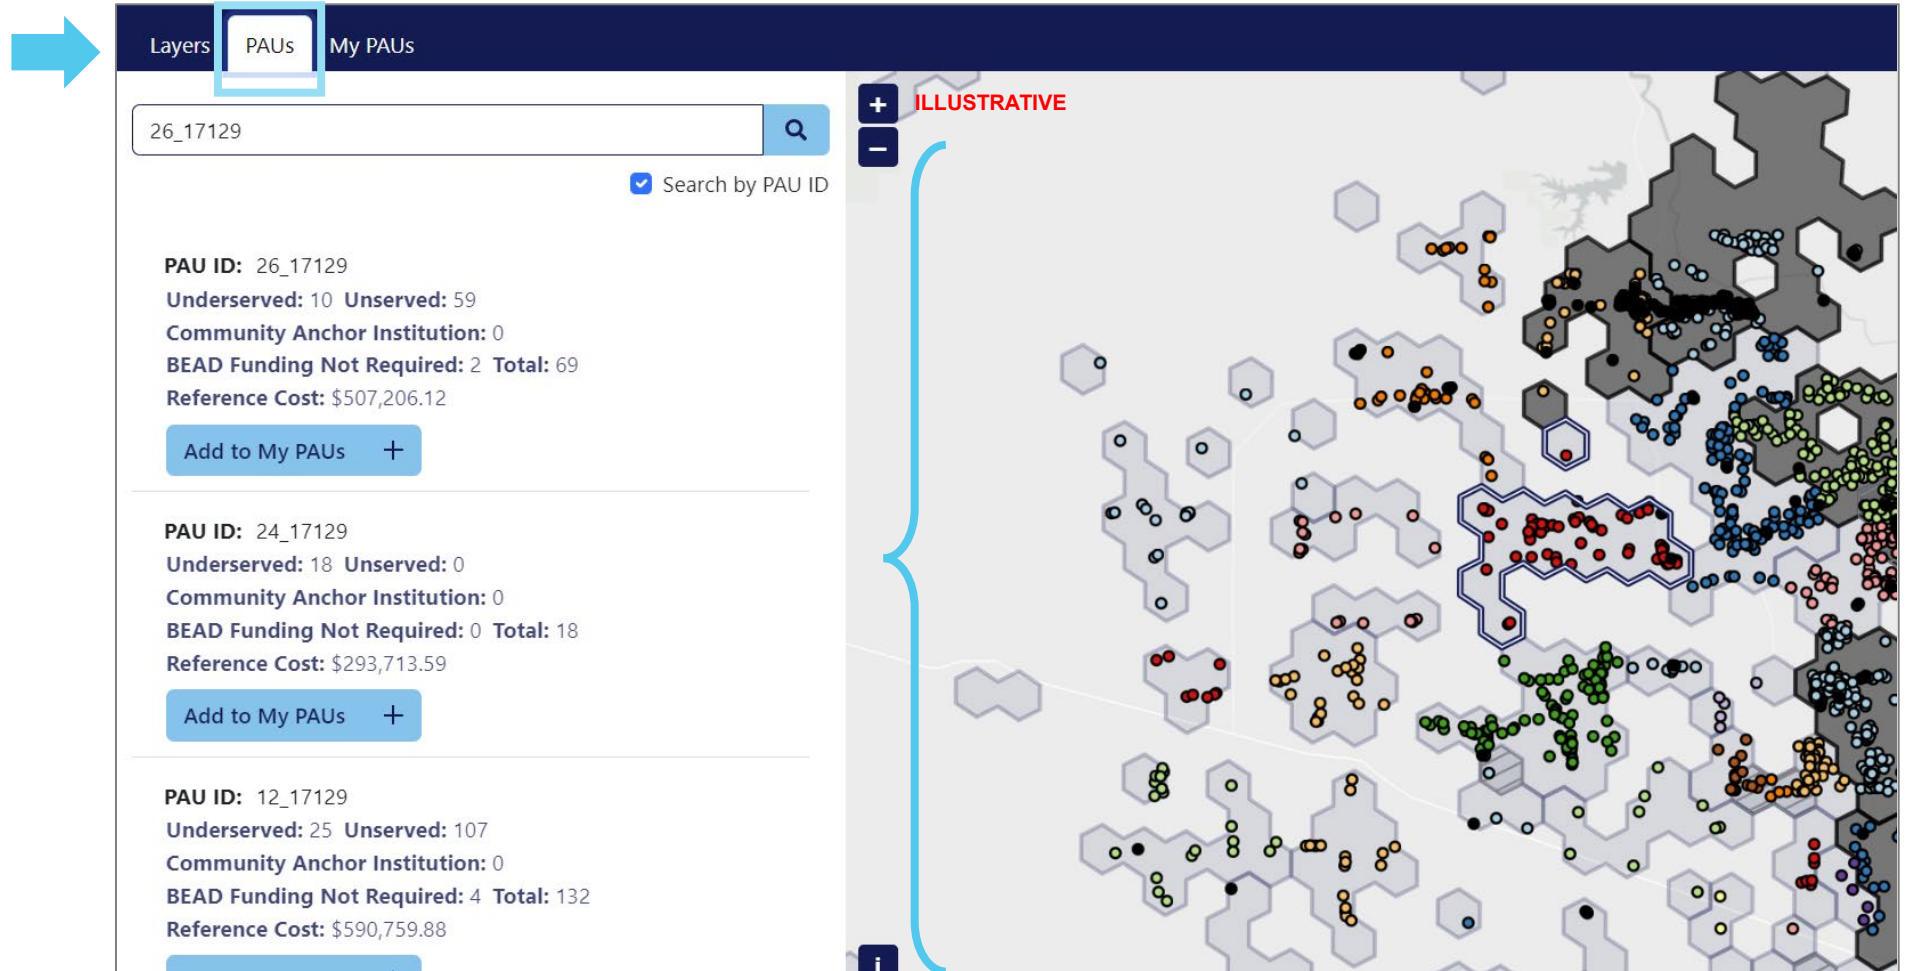 Layers PAUs My PAUs
26_17129
Search by PAU ID
PAU ID: 26_17129
Underserved: 10 Unserved: 59
Community Anchor Institution: 0
BEAD Funding Not Required: 2 Total: 69
Reference Cost: $507,206.12
Add to My PAUs +
PAU ID: 24_17129
Underserved: 18 Unserved: 0
Community Anchor Institution: 0
BEAD Funding Not Required: 0 Total: 18
Reference Cost: $293,713.59
Add to My PAUs +
PAU ID: 12_17129
Underserved: 25 Unserved: 107
Community Anchor Institution: 0
BEAD Funding Not Required: 4 Total: 132
Reference Cost: $590,759.88
+
ILLUSTRATIVE
−
i